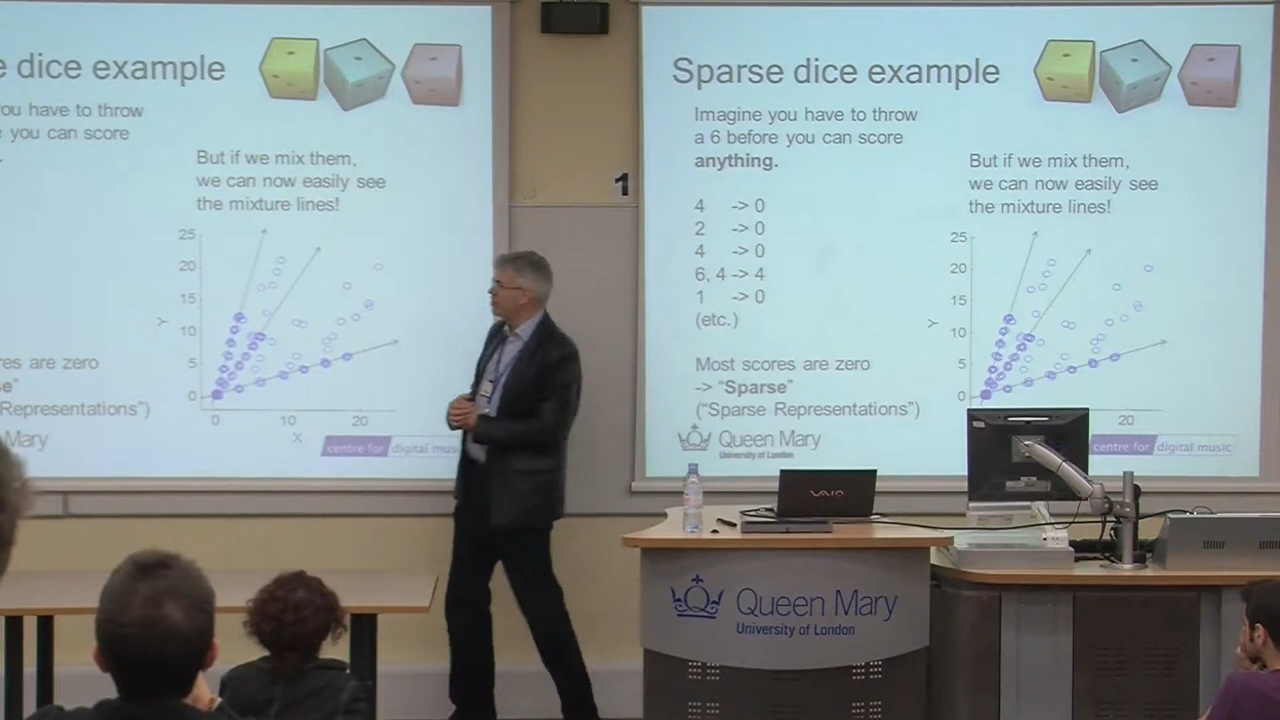 e dice example
ou have to throw
e you can score
But if we mix them,
we can now easily see
the mixture lines!
25
20
15
10
5
0
Y
0 10 20
X
res are zero
se"
Representations")
Mary
centre for digital mus
1
Sparse dice example
Imagine you have to throw
a 6 before you can score
anything.
4 -> 0
2 -> 0
4 -> 0
6, 4 -> 4
1 -> 0
(etc.)
Most scores are zero
-> "Sparse"
("Sparse Representations")
Queen Mary
University of London
But if we mix them,
we can now easily see
the mixture lines!
25
20
15
10
5
0
Y
20
centre for digital music
VAIO
Queen Mary
University of London